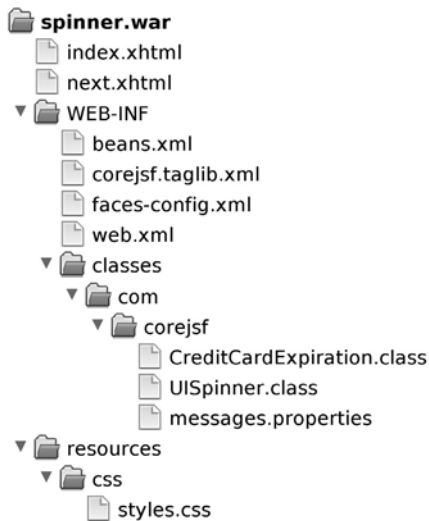 spinner.war
index.xhtml
next.xhtml
WEB-INF
beans.xml
corejsf.taglib.xml
faces-config.xml
web.xml
classes
com
corejsf
CreditCardExpiration.class
UISpinner.class
messages.properties
resources
css
styles.css